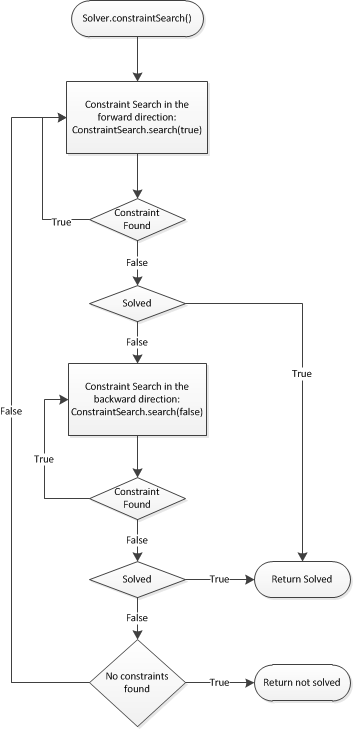 Solver.constraintSearch()
Constraint Search in the
forward direction:
ConstraintSearch.search(true)
Constraint
Found
True
False
Solved
True
False
Constraint Search in the
backward direction:
ConstraintSearch.search(false)
False
True
Constraint
Found
False
Solved
True
Return Solved
False
No constraints
found
True
Return not solved